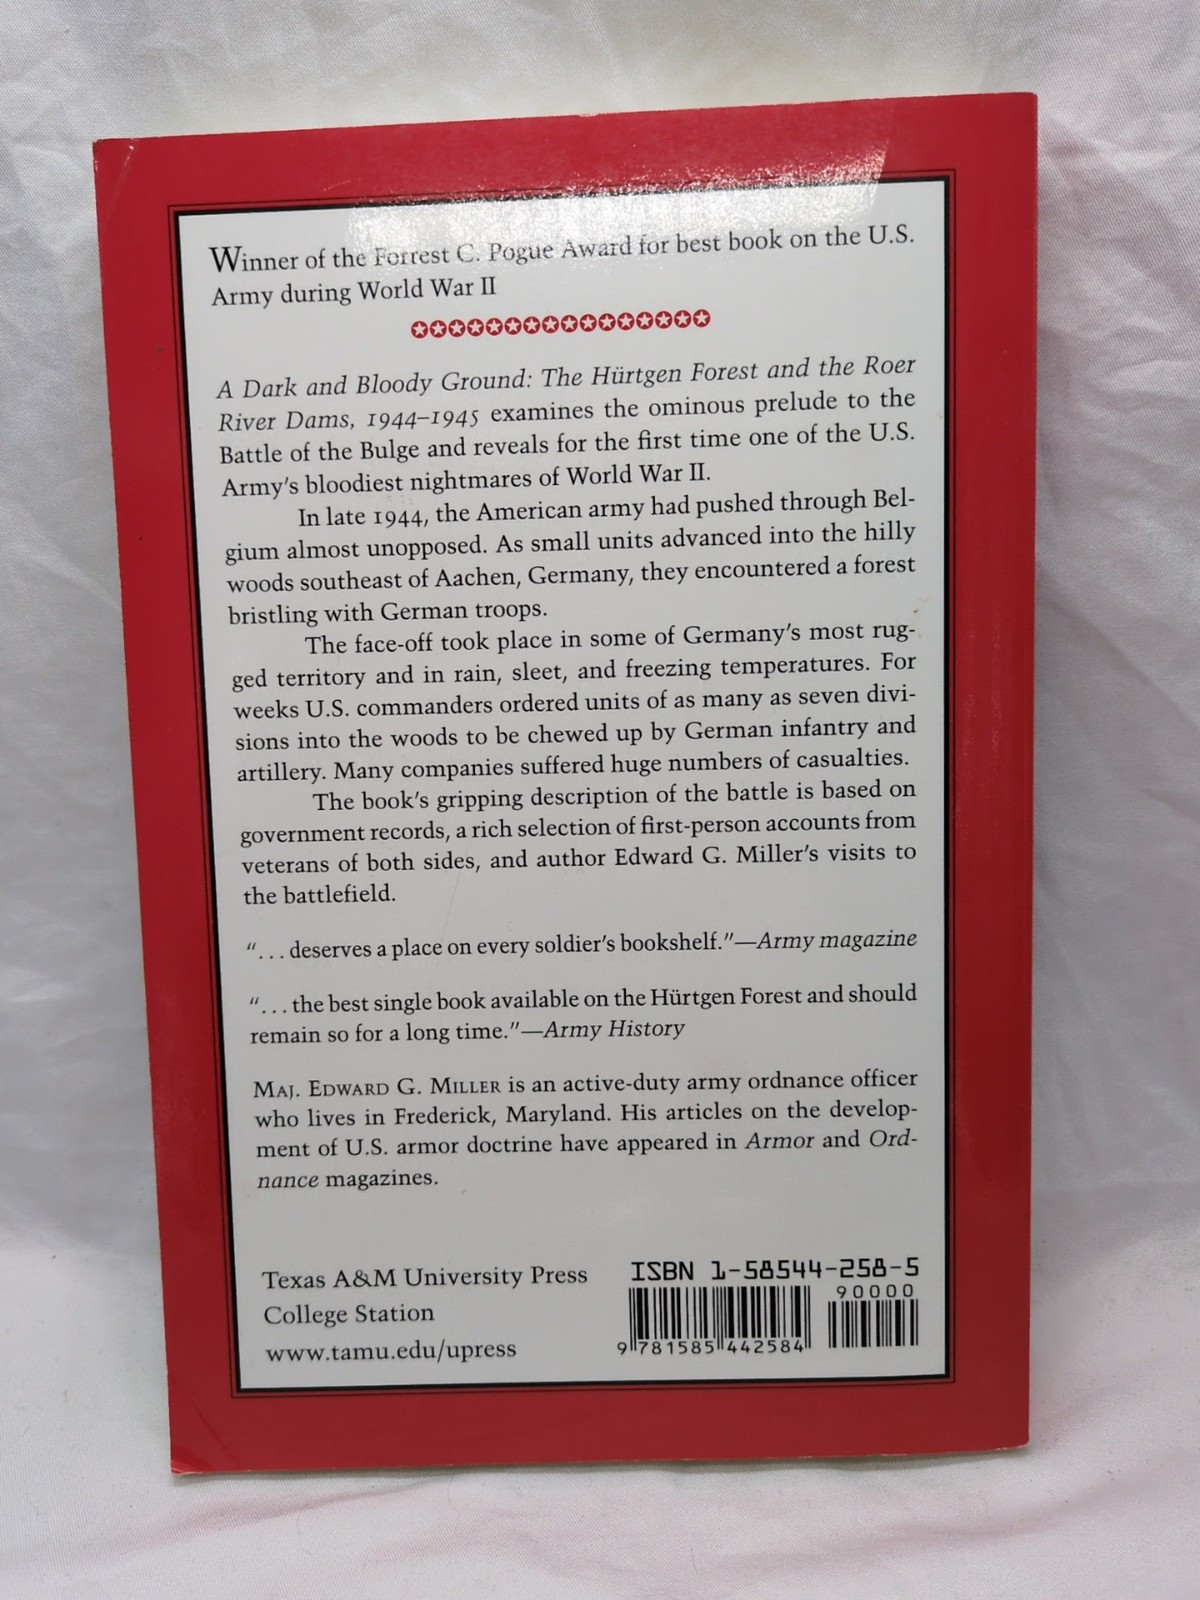 Winner of the Forrest C. Pogue Award for best book on the U.S.
Army during World War II
A Dark and Bloody Ground: The Hürtgen Forest and the Roer
River Dams, 1944–1945 examines the ominous prelude to the
Battle of the Bulge and reveals for the first time one of the U.S.
Army's bloodiest nightmares of World War II.
In late 1944, the American army had pushed through Bel-
gium almost unopposed. As small units advanced into the hilly
woods southeast of Aachen, Germany, they encountered a forest
bristling with German troops.
The face-off took place in some of Germany's most rug-
ged territory and in rain, sleet, and freezing temperatures. For
weeks U.S. commanders ordered units of as many as seven divi-
sions into the woods to be chewed up by German infantry and
artillery. Many companies suffered huge numbers of casualties.
The book's gripping description of the battle is based on
government records, a rich selection of first-person accounts from
veterans of both sides, and author Edward G. Miller's visits to
the battlefield.
"... deserves a place on every soldier's bookshelf."—Army magazine
"... the best single book available on the Hürtgen Forest and should
remain so for a long time."—Army History
MAJ. EDWARD G. MILLER is an active-duty army ordnance officer
who lives in Frederick, Maryland. His articles on the develop-
ment of U.S. armor doctrine have appeared in Armor and Ord-
nance magazines.
Texas A&M University Press
College Station
www.tamu.edu/upress
ISBN 1-58544-258-5
90000
9 781585 442584